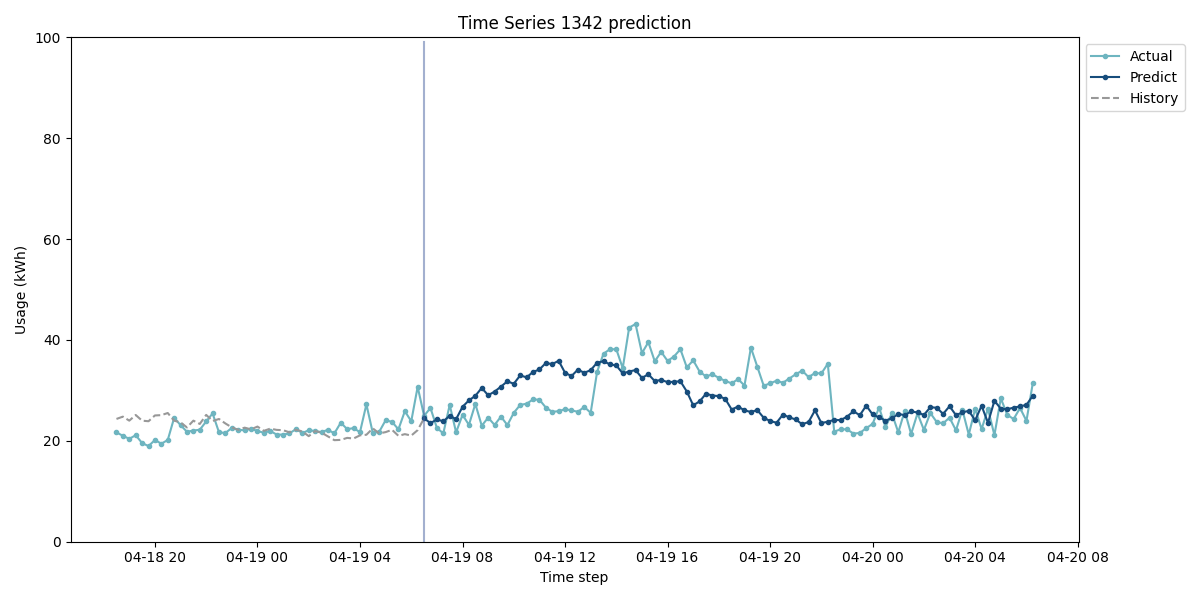 Time Series 1342 prediction
100
80
60
40
20
0
Usage (kWh)
04-18 20
04-19 00
04-19 04
04-19 08
04-19 12
04-19 16
04-19 20
04-20 00
04-20 04
04-20 08
Time step
Actual
Predict
History